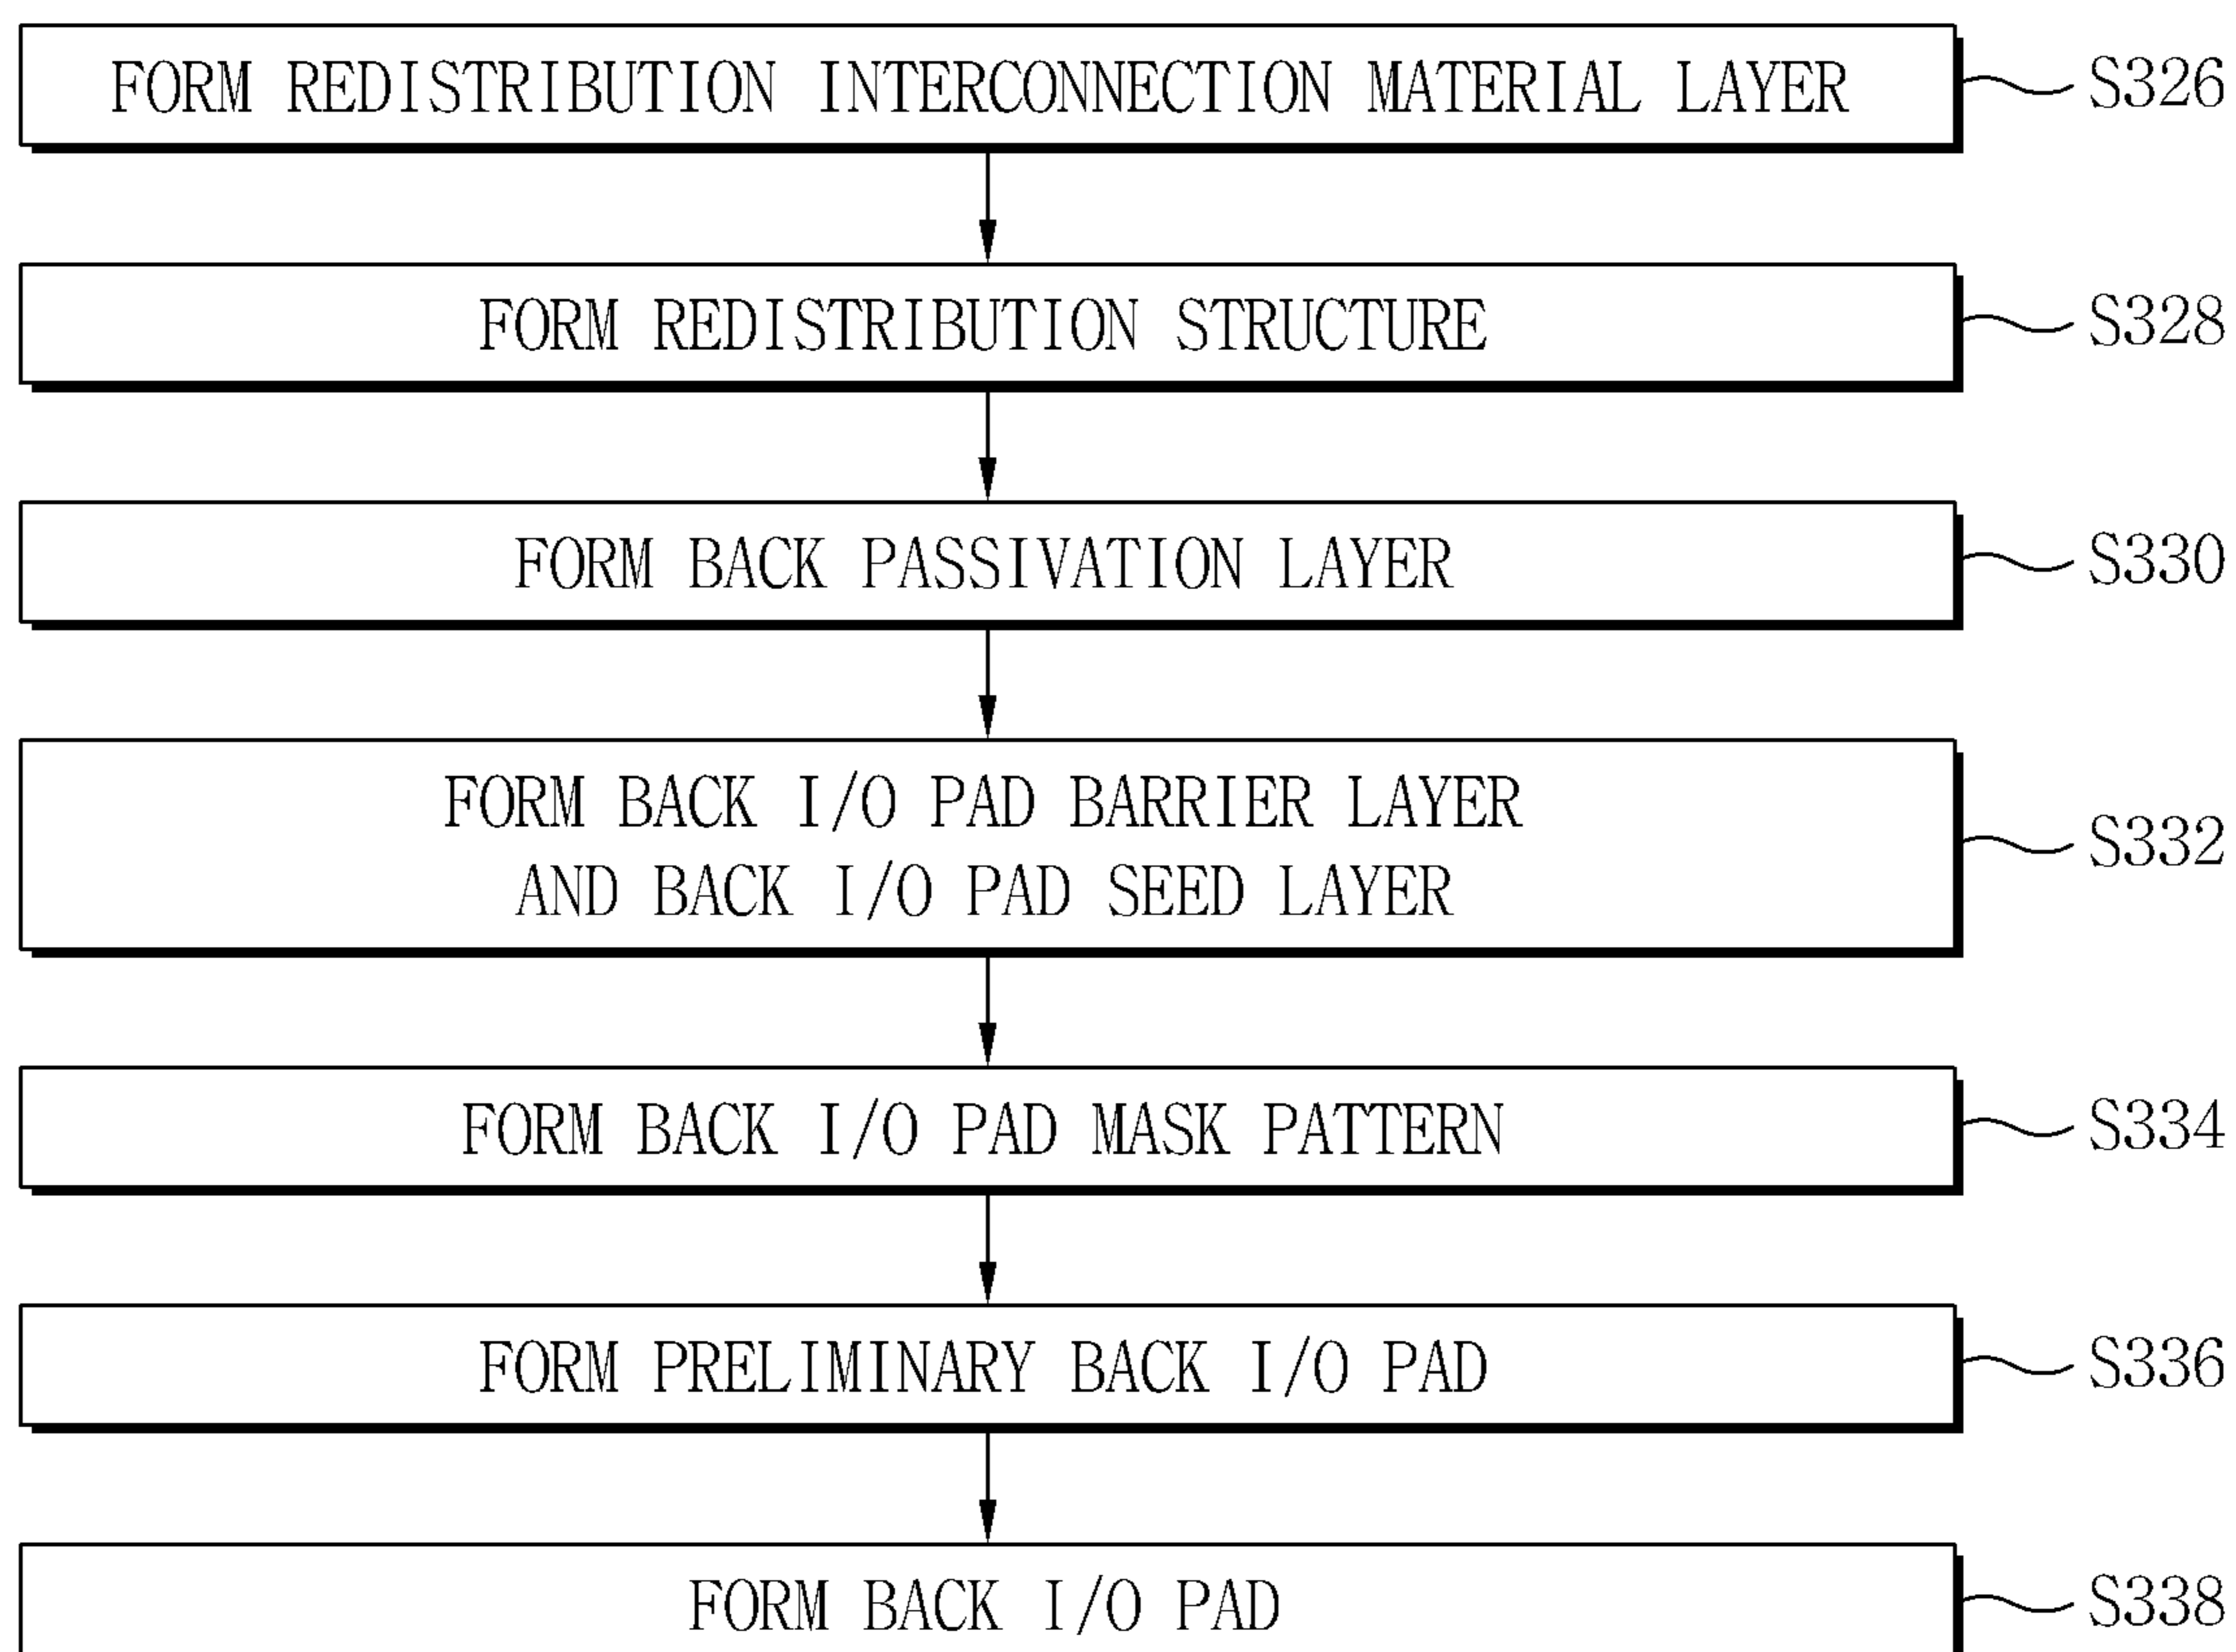 FORM REDISTRIBUTION INTERCONNECTION MATERIAL LAYER S326
FORM REDISTRIBUTION STRUCTURE S328
FORM BACK PASSIVATION LAYER S330
FORM BACK I/O PAD BARRIER LAYER
AND BACK I/O PAD SEED LAYER S332
FORM BACK I/O PAD MASK PATTERN S334
FORM PRELIMINARY BACK I/O PAD S336
FORM BACK I/O PAD S338